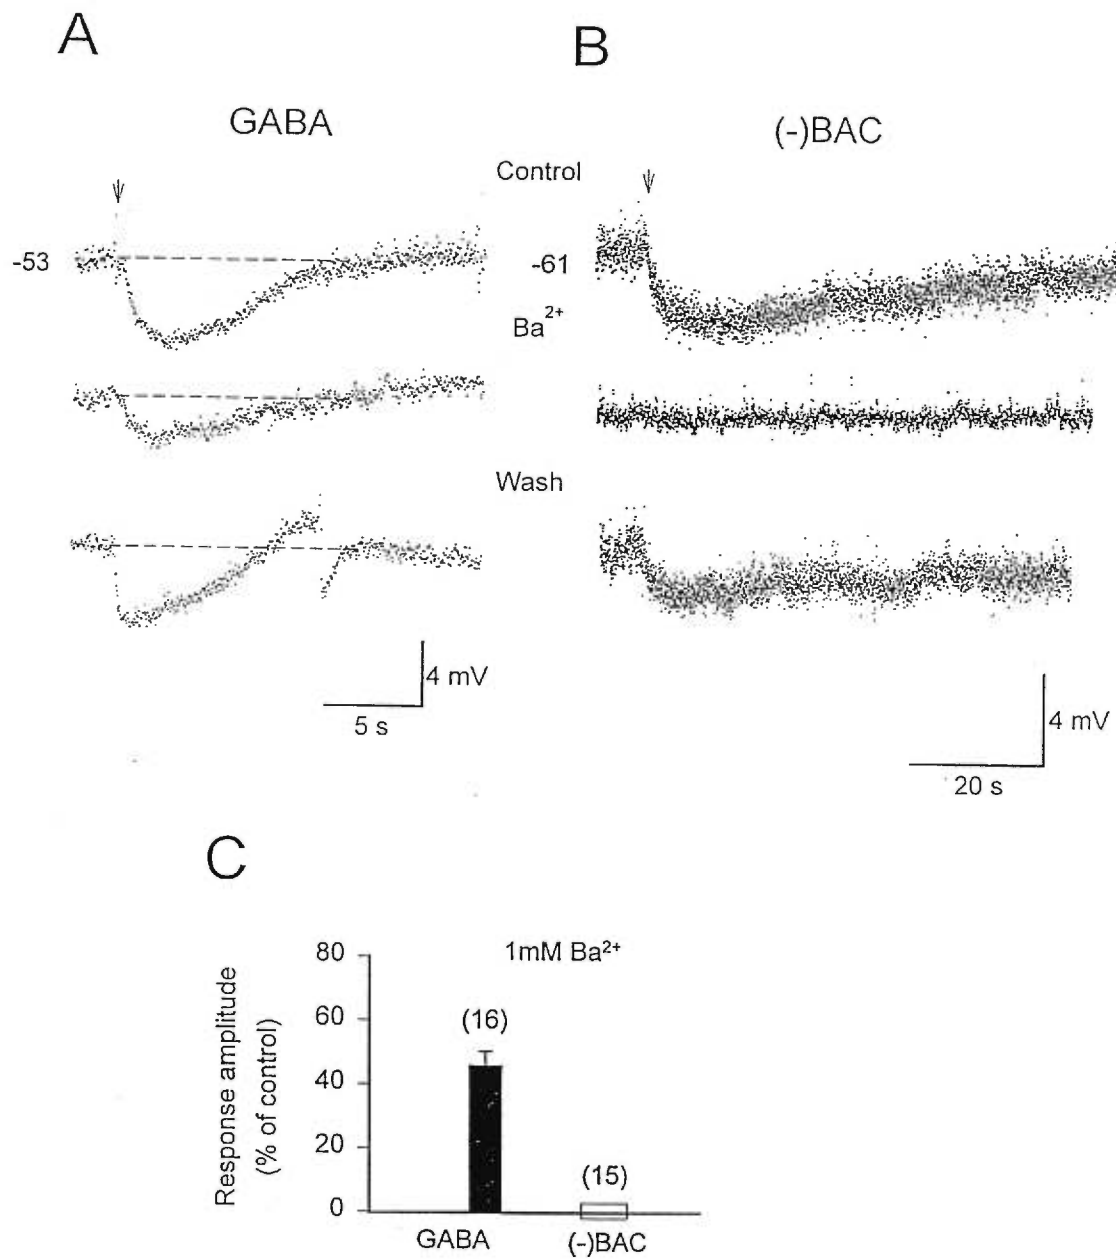 A
B
GABA
(-)BAC
Control
-53
-61
Ba²⁺
Wash
4 mV
5 s
4 mV
20 s
C
1mM Ba²⁺
Response amplitude
(% of control)
80
60
40
20
0
(16)
(15)
GABA
(-)BAC